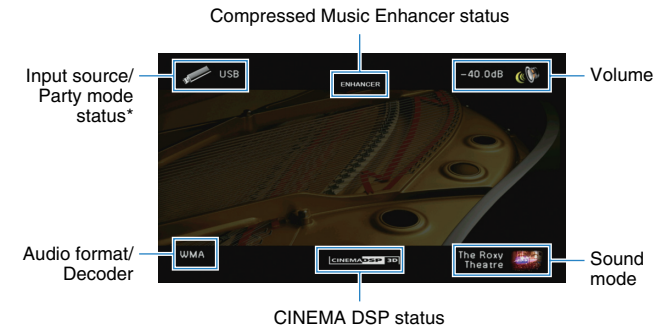 Compressed Music Enhancer status
Input source/
Party mode
status*
USB
ENHANCER
-40.0dB
Volume
Audio format/
Decoder
WMA
CINEMA DSP 3D
The Roxy
Theatre
Sound
mode
CINEMA DSP status